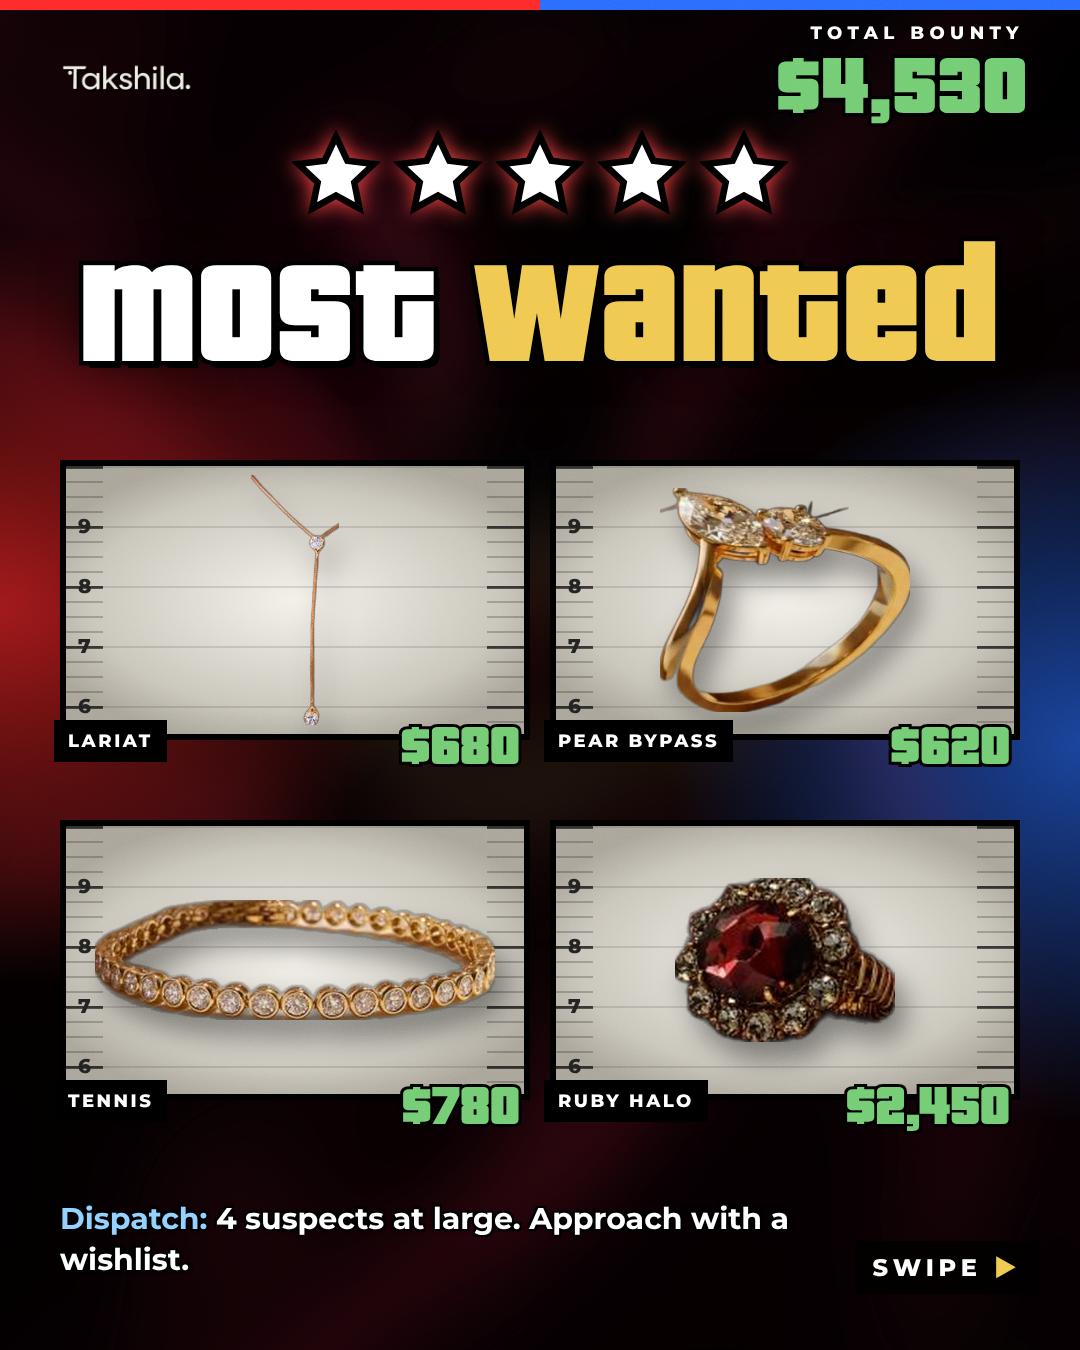 TOTAL BOUNTY
Takshila.
$4,530
most wanted
9
8
7
6
LARIAT
$680
9
8
7
6
PEAR BYPASS
$620
9
8
7
6
TENNIS
$780
9
8
7
6
RUBY HALO
$2,450
Dispatch: 4 suspects at large. Approach with a
wishlist.
SWIPE